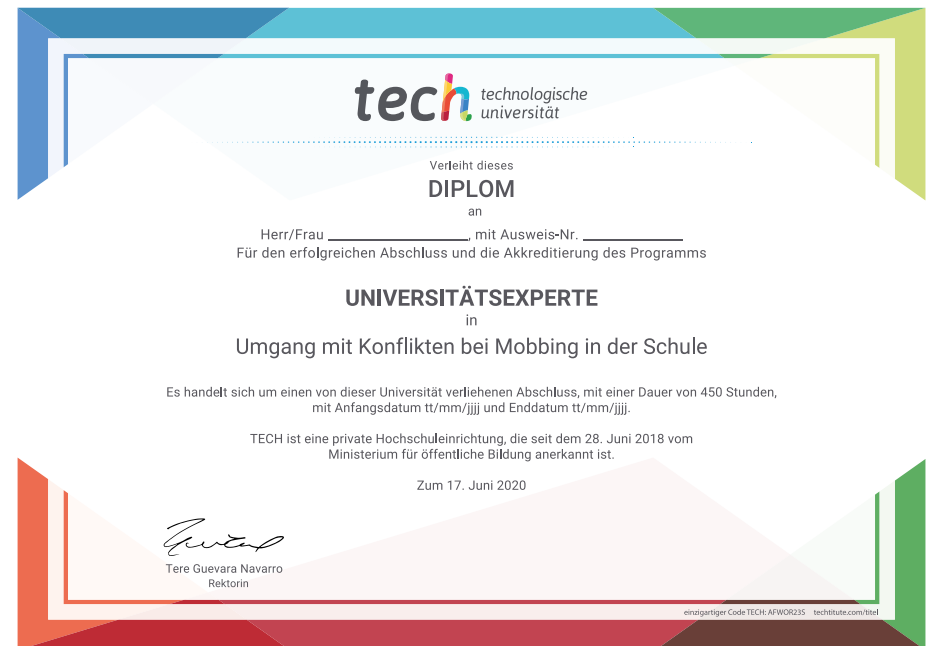 tech technologische
universität
Verleiht dieses
DIPLOM
an
Herr/Frau __________________, mit Ausweis-Nr. _____________
Für den erfolgreichen Abschluss und die Akkreditierung des Programms
UNIVERSITÄTSEXPERTE
in
Umgang mit Konflikten bei Mobbing in der Schule
Es handelt sich um einen von dieser Universität verliehenen Abschluss, mit einer Dauer von 450 Stunden,
mit Anfangsdatum tt/mm/jjjj und Enddatum tt/mm/jjjj.
TECH ist eine private Hochschuleinrichtung, die seit dem 28. Juni 2018 vom
Ministerium für öffentliche Bildung anerkannt ist.
Zum 17. Juni 2020
Tere Guevara Navarro
Rektorin
einzigartiger Code TECH: AFWOR23S techtitute.com/titel